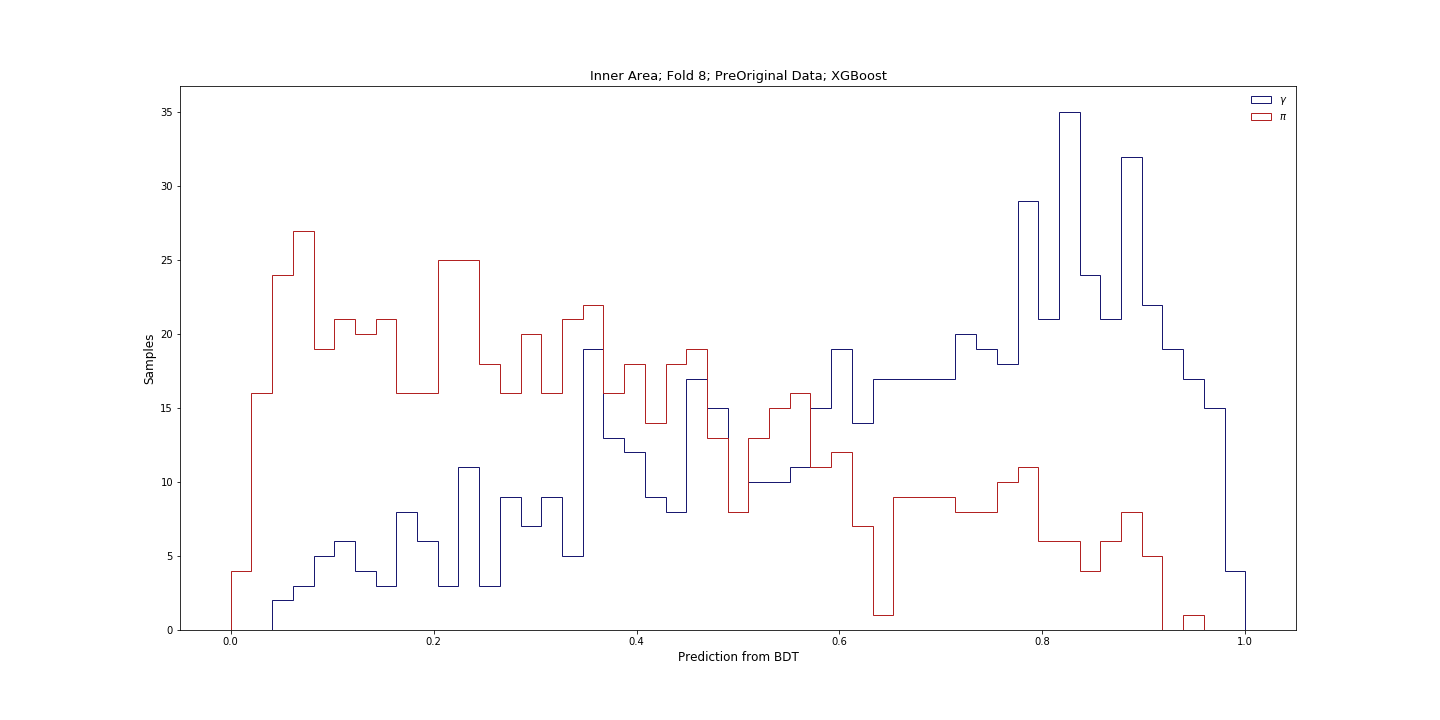 Inner Area; Fold 8; PreOriginal Data; XGBoost
γ
π
35
30
25
20
15
10
5
0
Samples
0.0 0.2 0.4 0.6 0.8 1.0
Prediction from BDT